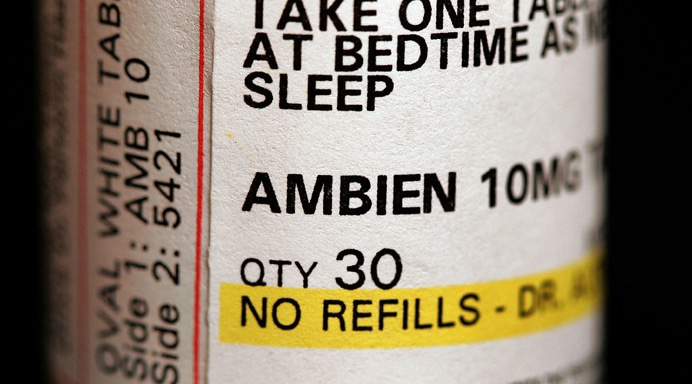 TAKE ONE
AT BEDTIME AS
SLEEP
AMBIEN 10MG
QTY 30
NO REFILLS - DR.
OVAL WHITE TAB
Side 1: AMB 10
Side 2: 5421